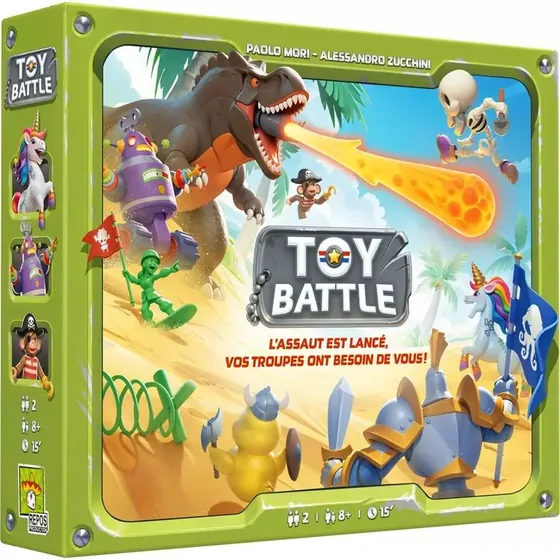 PAOLO MORI - ALESSANDRO ZUCCHINI
TOY
BATTLE
L'ASSAUT EST LANCÉ,
VOS TROUPES ONT BESOIN DE VOUS !
2 | 8+ | 15'
TOY
BATTLE
2
8+
15'
REPOS
PRODUCTION